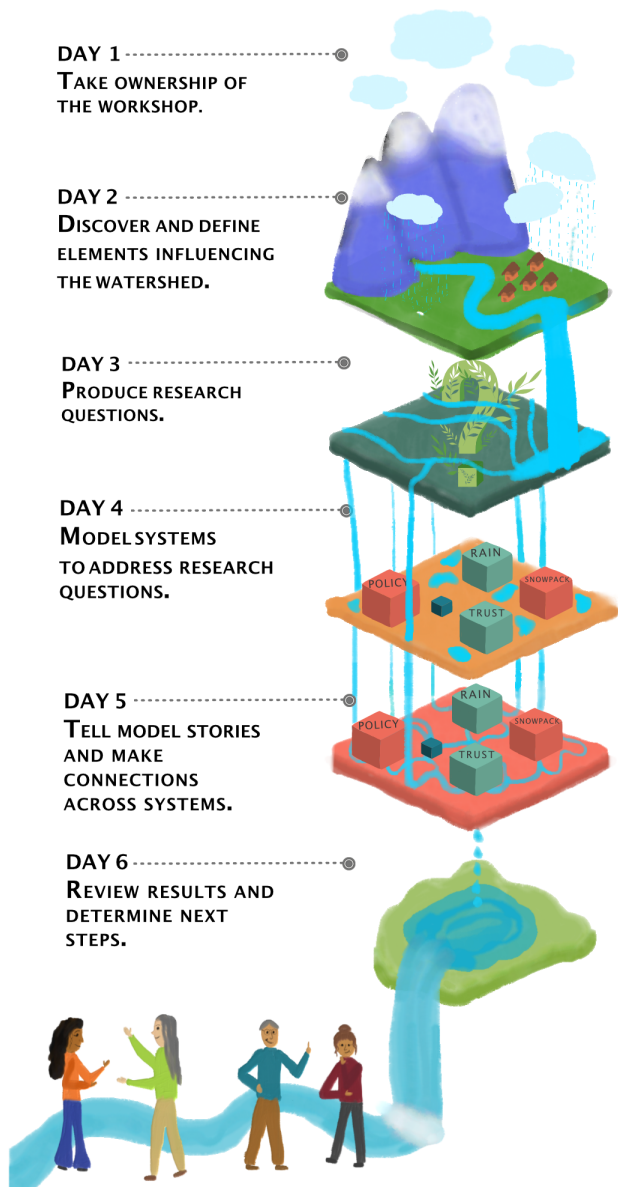 DAY 1
TAKE OWNERSHIP OF
THE WORKSHOP.
DAY 2
DISCOVER AND DEFINE
ELEMENTS INFLUENCING
THE WATERSHED.
DAY 3
PRODUCE RESEARCH
QUESTIONS.
DAY 4
MODEL SYSTEMS
TO ADDRESS RESEARCH
QUESTIONS.
RAIN
POLICY
SNOWPACK
TRUST
DAY 5
TELL MODEL STORIES
AND MAKE
CONNECTIONS
ACROSS SYSTEMS.
RAIN
POLICY
SNOWPACK
TRUST
DAY 6
REVIEW RESULTS AND
DETERMINE NEXT
STEPS.